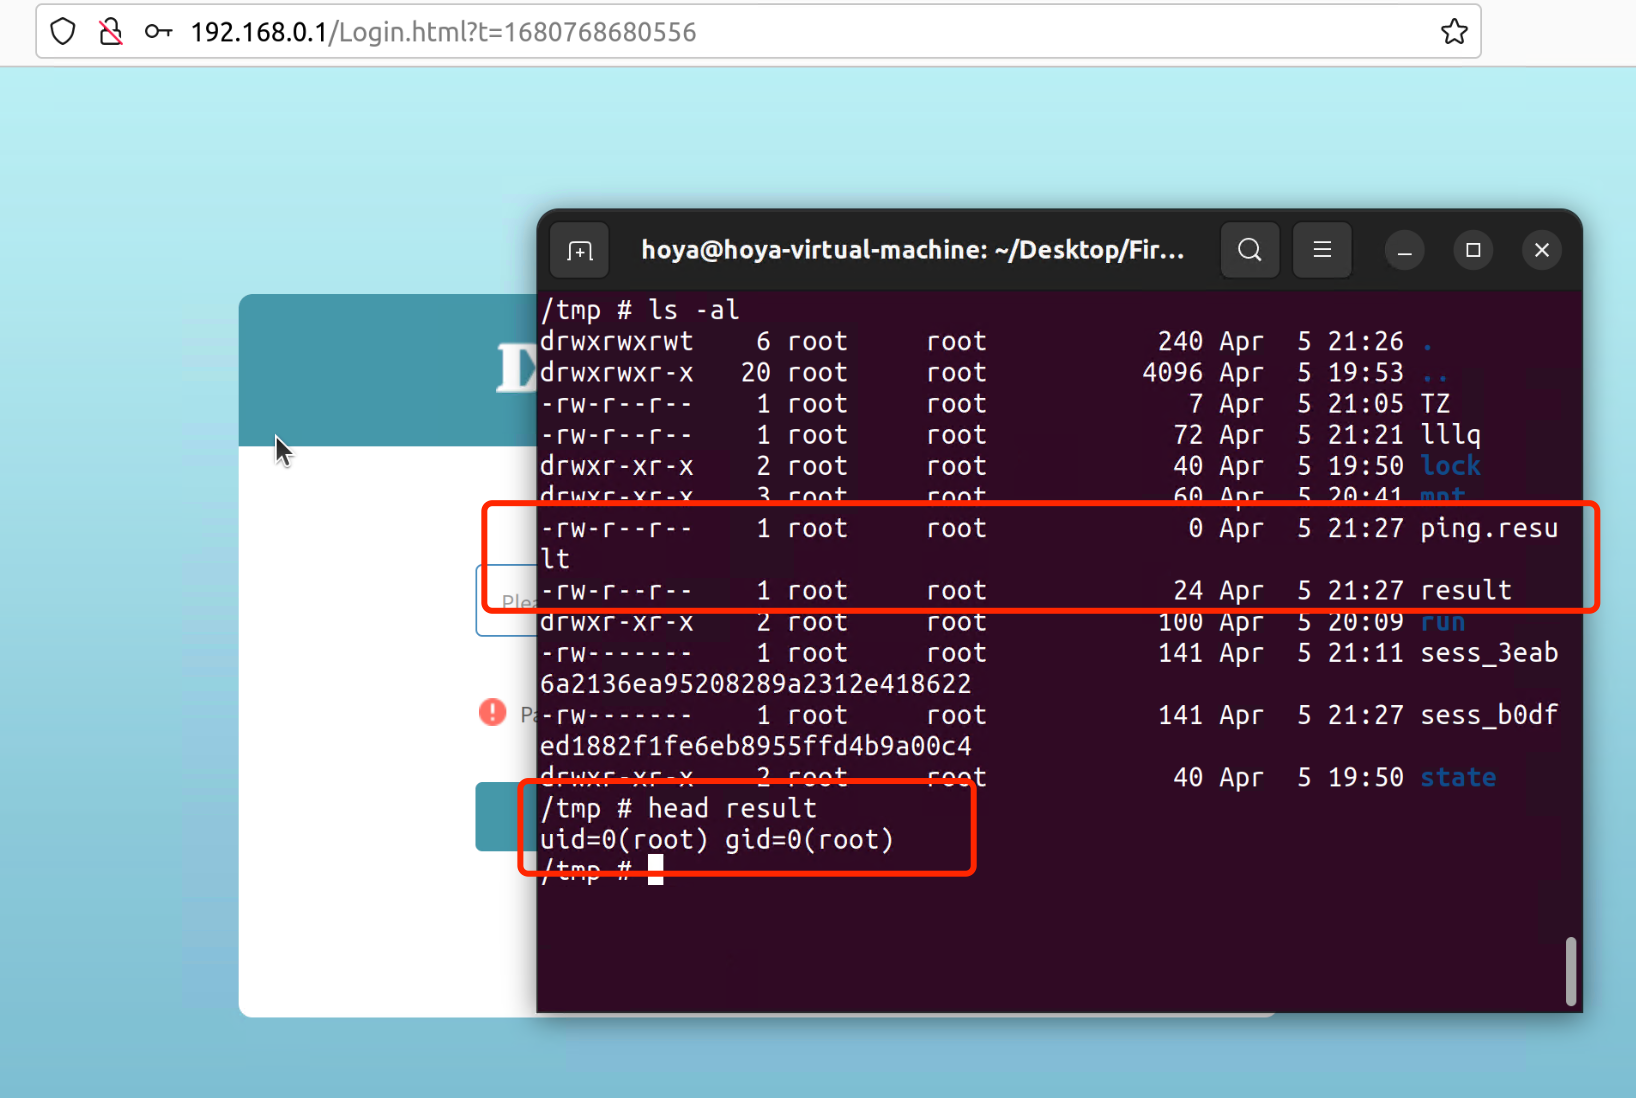 192.168.0.1/Login.html?t=1680768680556
hoya@hoya-virtual-machine: ~/Desktop/Fir...
/tmp # ls -al
drwxrwxrwt 6 root root 240 Apr 5 21:26 .
drwxrwxr-x 20 root root 4096 Apr 5 19:53 ..
-rw-r--r-- 1 root root 7 Apr 5 21:05 TZ
-rw-r--r-- 1 root root 72 Apr 5 21:21 lllq
drwxr-xr-x 2 root root 40 Apr 5 19:50 lock
drwxr-xr-x 3 root root 60 Apr 5 20:41 mnt
-rw-r--r-- 1 root root 0 Apr 5 21:27 ping.resu
lt
-rw-r--r-- 1 root root 24 Apr 5 21:27 result
drwxr-xr-x 2 root root 100 Apr 5 20:09 run
-rw------- 1 root root 141 Apr 5 21:11 sess_3eab
6a2136ea95208289a2312e418622
-rw------- 1 root root 141 Apr 5 21:27 sess_b0df
ed1882f1fe6eb8955ffd4b9a00c4
drwxr-xr-x 2 root root 40 Apr 5 19:50 state
/tmp # head result
uid=0(root) gid=0(root)
/tmp #